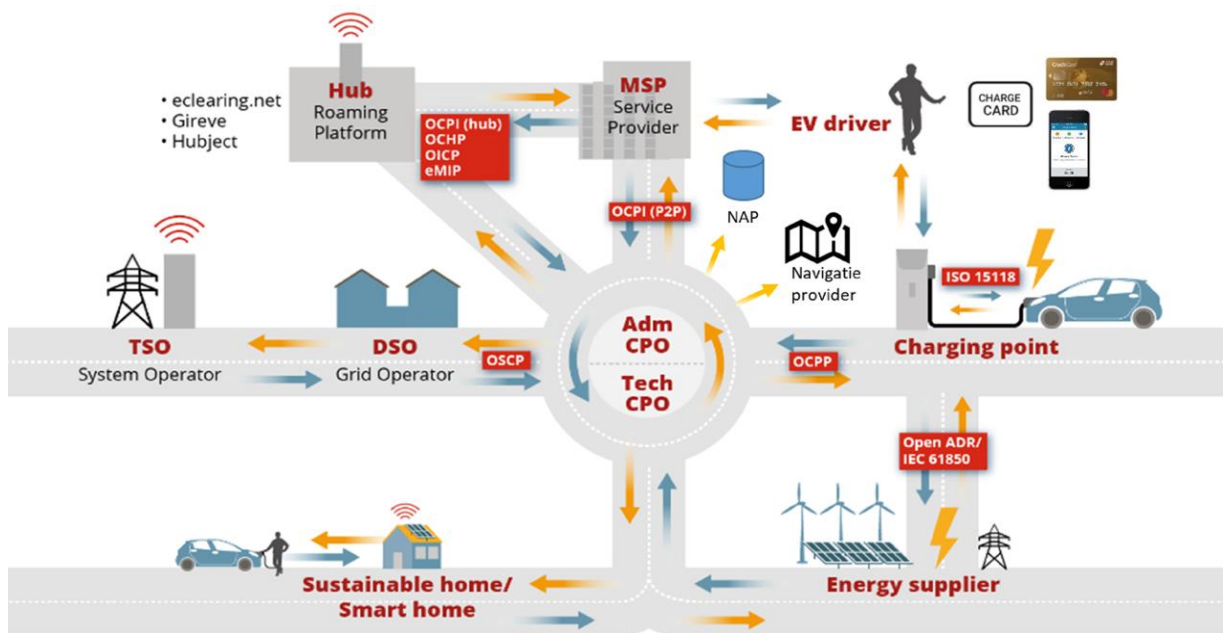 Hub
Roaming
Platform
• eclearing.net
• Gireve
• Hubject
OCPI (hub)
OCHP
OICP
eMIP
MSP
Service
Provider
EV driver
CHARGE
CARD
OCPI (P2P)
NAP
Navigatie
provider
ISO 15118
TSO
System Operator
DSO
Grid Operator
OSCP
Adm
CPO
Tech
CPO
OCPP
Charging point
Open ADR/
IEC 61850
Sustainable home/
Smart home
Energy supplier